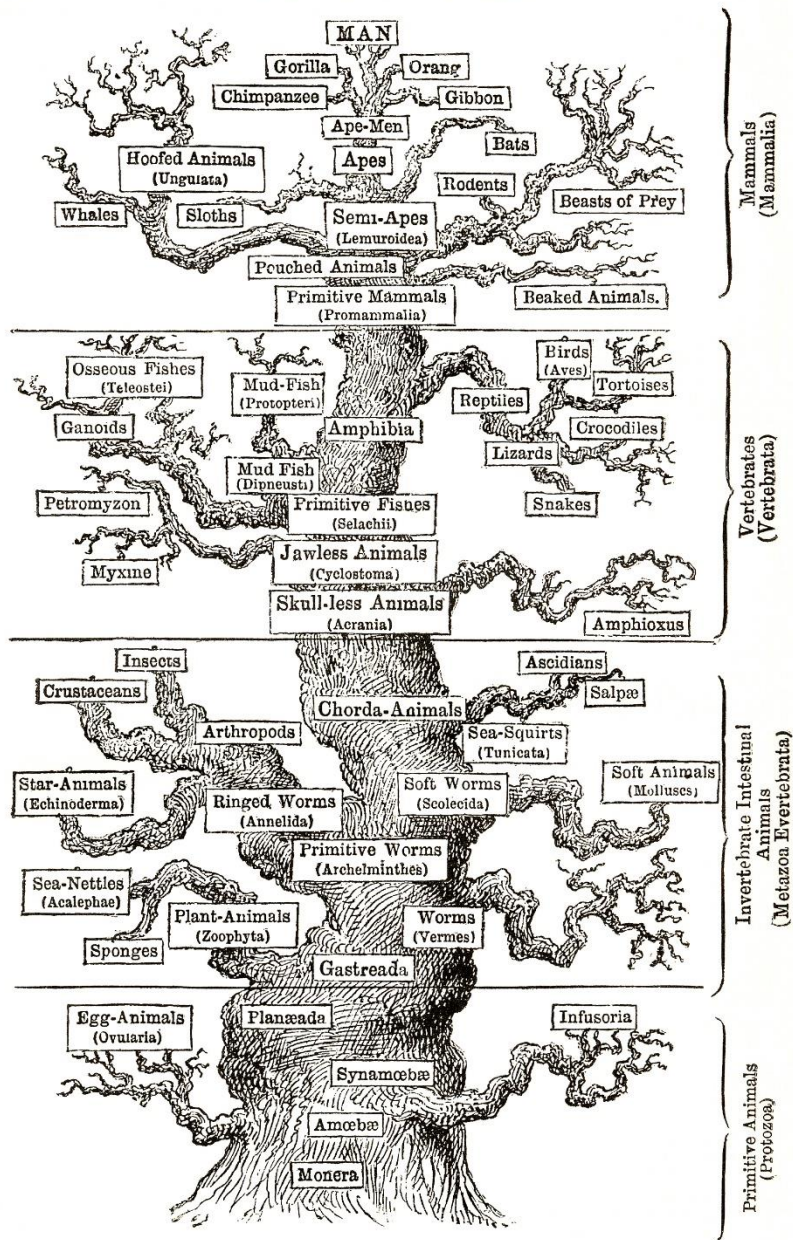 MAN
Gorilla
Orang
Chimpanzee
Gibbon
Ape-Men
Bats
Hoofed Animals
(Ungulata)
Apes
Rodents
Beasts of Prey
Whales
Sloths
Semi-Apes
(Lemuroidea)
Pouched Animals
Primitive Mammals
(Promammalia)
Beaked Animals.
Mammals
(Mammalia)
Osseous Fishes
(Teleostei)
Mud-Fish
(Protopteri)
Birds
(Aves)
Tortoises
Reptiles
Ganoids
Amphibia
Crocodiles
Lizards
Mud Fish
(Dipneusti)
Petromyzon
Primitive Fishes
(Selachii)
Snakes
Jawless Animals
(Cyclostoma)
Myxine
Skull-less Animals
(Acrania)
Amphioxus
Vertebrates
(Vertebrata)
Insects
Ascidians
Crustaceans
Salpæ
Chorda-Animals
Arthropods
Sea-Squirts
(Tunicata)
Star-Animals
(Echinoderma)
Ringed Worms
(Annelida)
Soft Worms
(Scolecida)
Soft Animals
(Molluscs)
Primitive Worms
(Archelminthes)
Sea-Nettles
(Acalephae)
Plant-Animals
(Zoophyta)
Worms
(Vermes)
Sponges
Gastreada
Invertebrate Intestinal
Animals
(Metazoa Evertebrata)
Egg-Animals
(Ovularia)
Planæada
Infusoria
Synamœbæ
Amœbæ
Monera
Primitive Animals
(Protozoa)